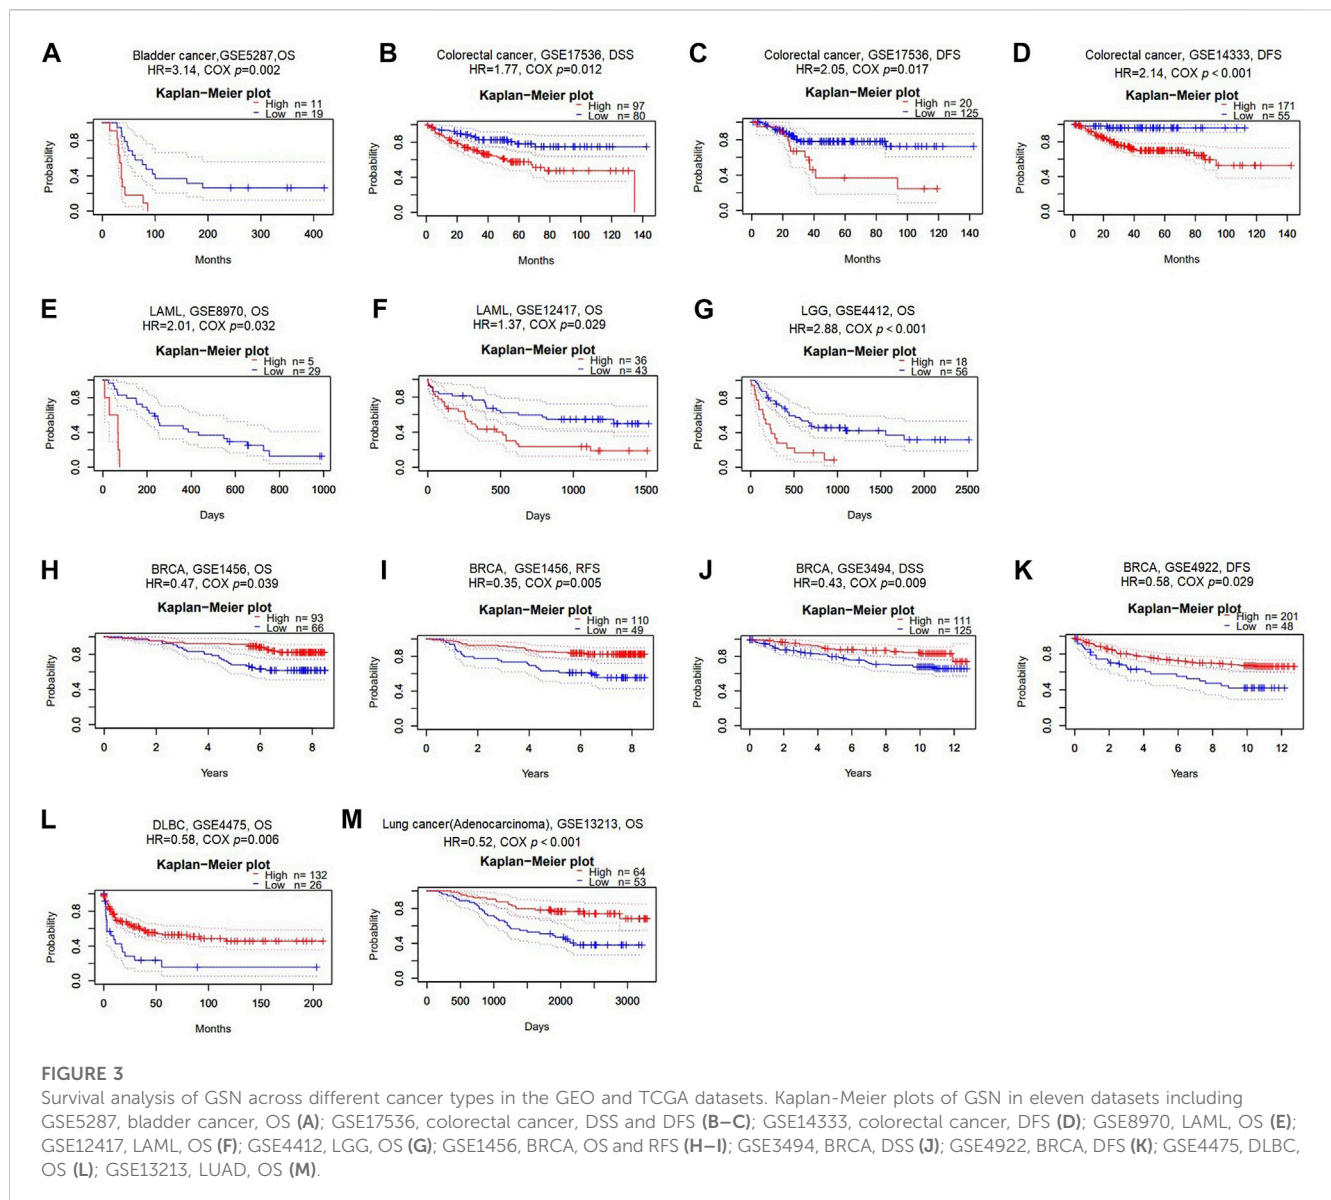 A
Bladder cancer,GSE5287,OS
HR=3.14, COX p=0.002
Kaplan-Meier plot
High n= 11
Low n= 19
Probability
0.0 0.4 0.8
0 100 200 300 400
Months
B
Colorectal cancer, GSE17536, DSS
HR=1.77, COX p=0.012
Kaplan-Meier plot
High n= 97
Low n= 80
Probability
0.0 0.4 0.8
0 20 40 60 80 100 120 140
Months
C
Colorectal cancer, GSE17536, DFS
HR=2.05, COX p=0.017
Kaplan-Meier plot
High n= 20
Low n= 125
Probability
0.0 0.4 0.8
0 20 40 60 80 100 120 140
Months
D
Colorectal cancer, GSE14333, DFS
HR=2.14, COX p < 0.001
Kaplan-Meier plot
High n= 171
Low n= 55
Probability
0.0 0.4 0.8
0 20 40 60 80 100 120 140
Months
E
LAML, GSE8970, OS
HR=2.01, COX p=0.032
Kaplan-Meier plot
High n= 5
Low n= 29
Probability
0.0 0.4 0.8
0 200 400 600 800 1000
Days
F
LAML, GSE12417, OS
HR=1.37, COX p=0.029
Kaplan-Meier plot
High n= 36
Low n= 43
Probability
0.0 0.4 0.8
0 500 1000 1500
Days
G
LGG, GSE4412, OS
HR=2.88, COX p < 0.001
Kaplan-Meier plot
High n= 18
Low n= 56
Probability
0.0 0.4 0.8
0 500 1000 1500 2000 2500
Days
H
BRCA, GSE1456, OS
HR=0.47, COX p=0.039
Kaplan-Meier plot
High n= 93
Low n= 66
Probability
0.0 0.4 0.8
0 2 4 6 8
Years
I
BRCA, GSE1456, RFS
HR=0.35, COX p=0.005
Kaplan-Meier plot
High n= 110
Low n= 49
Probability
0.0 0.4 0.8
0 2 4 6 8
Years
J
BRCA, GSE3494, DSS
HR=0.43, COX p=0.009
Kaplan-Meier plot
High n= 111
Low n= 125
Probability
0.0 0.4 0.8
0 2 4 6 8 10 12
Years
K
BRCA, GSE4922, DFS
HR=0.58, COX p=0.029
Kaplan-Meier plot
High n= 201
Low n= 48
Probability
0.0 0.4 0.8
0 2 4 6 8 10 12
Years
L
DLBC, GSE4475, OS
HR=0.58, COX p=0.006
Kaplan-Meier plot
High n= 132
Low n= 26
Probability
0.0 0.4 0.8
0 50 100 150 200
Months
M
Lung cancer(Adenocarcinoma), GSE13213, OS
HR=0.52, COX p < 0.001
Kaplan-Meier plot
High n= 64
Low n= 53
Probability
0.0 0.4 0.8
0 500 1000 2000 3000
Days
FIGURE 3
Survival analysis of GSN across different cancer types in the GEO and TCGA datasets. Kaplan-Meier plots of GSN in eleven datasets including
GSE5287, bladder cancer, OS (A); GSE17536, colorectal cancer, DSS and DFS (B–C); GSE14333, colorectal cancer, DFS (D); GSE8970, LAML, OS (E);
GSE12417, LAML, OS (F); GSE4412, LGG, OS (G); GSE1456, BRCA, OS and RFS (H–I); GSE3494, BRCA, DSS (J); GSE4922, BRCA, DFS (K); GSE4475, DLBC,
OS (L); GSE13213, LUAD, OS (M).